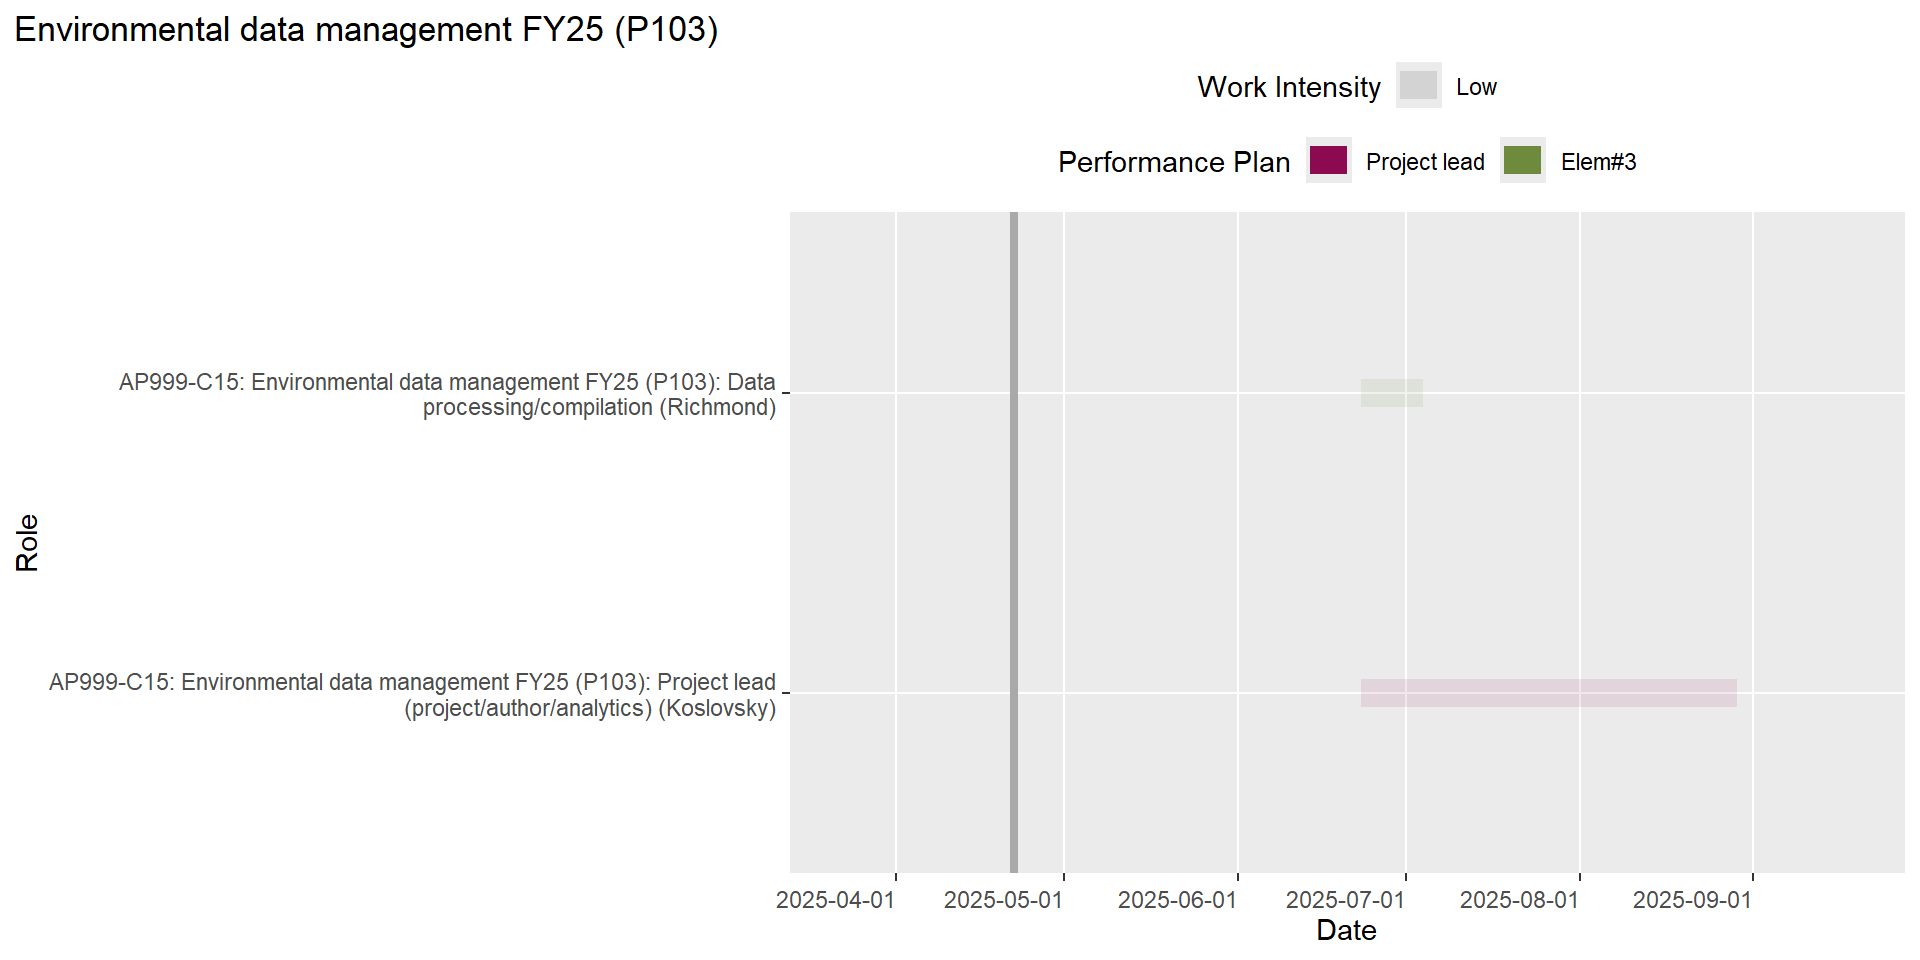 Environmental data management FY25 (P103)
Work Intensity Low
Performance Plan Project lead Elem#3
Role
AP999-C15: Environmental data management FY25 (P103): Data
processing/compilation (Richmond)
AP999-C15: Environmental data management FY25 (P103): Project lead
(project/author/analytics) (Koslovsky)
2025-04-01 2025-05-01 2025-06-01 2025-07-01 2025-08-01 2025-09-01
Date